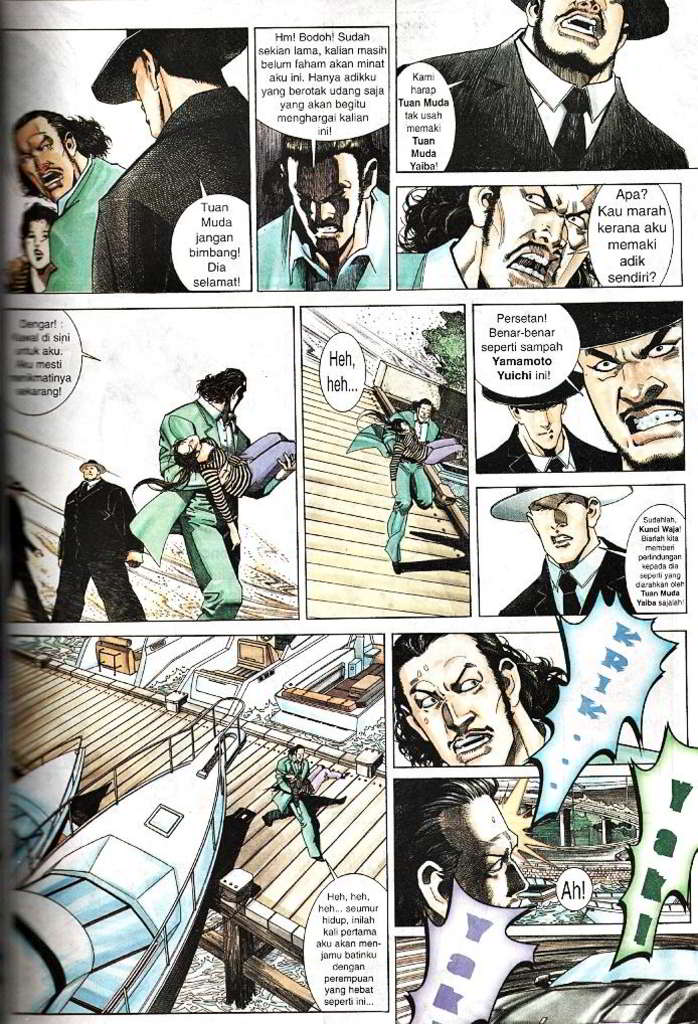 Tuan Muda
jangan
bimbang!
Dia
selamat!
Hm! Bodoh! Sudah
sekian lama, kalian masih
belum faham akan minat
aku ini. Hanya adikku
yang berotak udang saja
yang akan begitu
menghargai kalian
ini!
Kami
harap
Tuan Muda
tak usah
memaki
Tuan
Muda
Yaiba!
Apa?
Kau marah
kerana aku
memaki
adik
sendiri?
Dengar!
di sini
untuk aku.
Aku mesti
menikmatinya
sekarang!
Heh,
heh...
Persetan!
Benar-benar
seperti sampah
Yamamoto
Yuichi ini!
Sudahlah,
Kunci Waja!
Biarlah kita
memberi
perlindungan
kepada dia
seperti yang
diarahkan oleh
Tuan Muda
Yaiba sajalah!
Heh, heh,
heh... seumur
hidup, inilah
kali pertama
aku akan men-
jamu batinku
dengan
perempuan
yang hebat
seperti ini...
KRIK....
Ah!
YAKI
YAKI